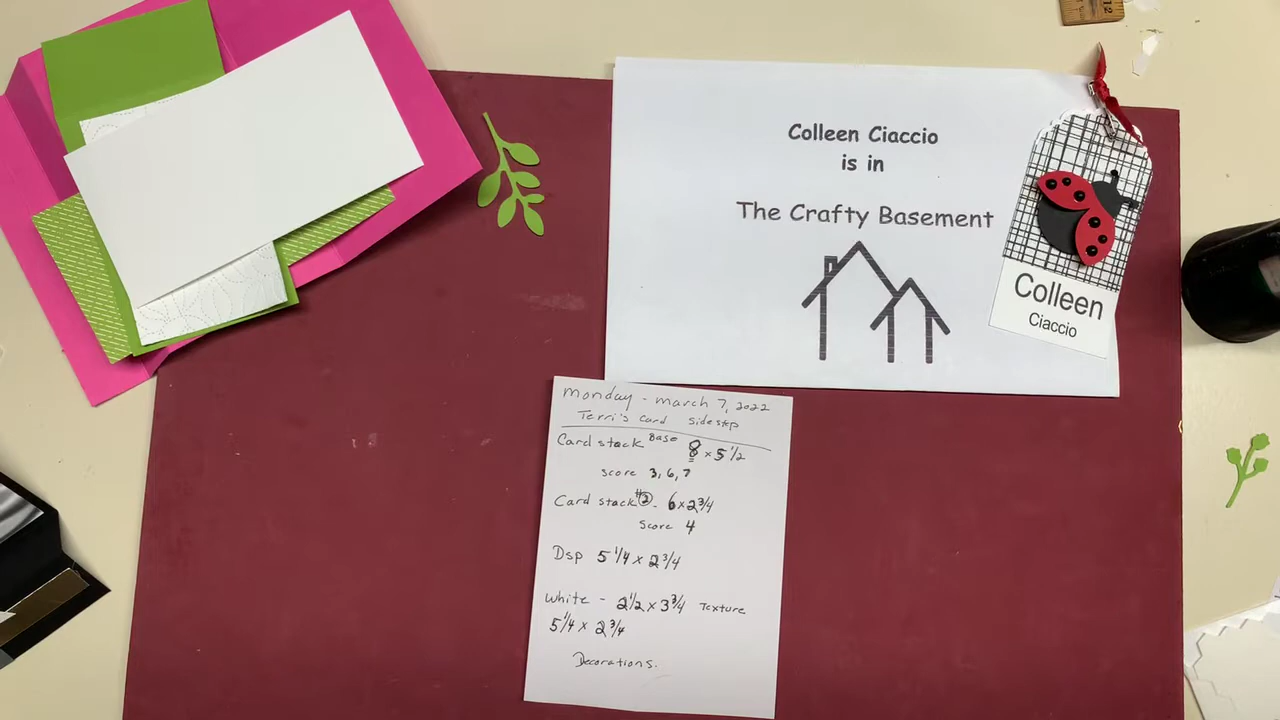 Colleen Ciaccio
is in
The Crafty Basement
Colleen
Ciaccio
12
Monday - March 7, 2022
Terri's Card Sidestep
Card stock Base 8 x 5 1/2
Score 3, 6, 7
Card stock #2 - 6 x 2 3/4
Score 4
Dsp 5 1/4 x 2 3/4
White - 2 1/2 x 3 3/4 Texture
5 1/4 x 2 3/4
Decorations.